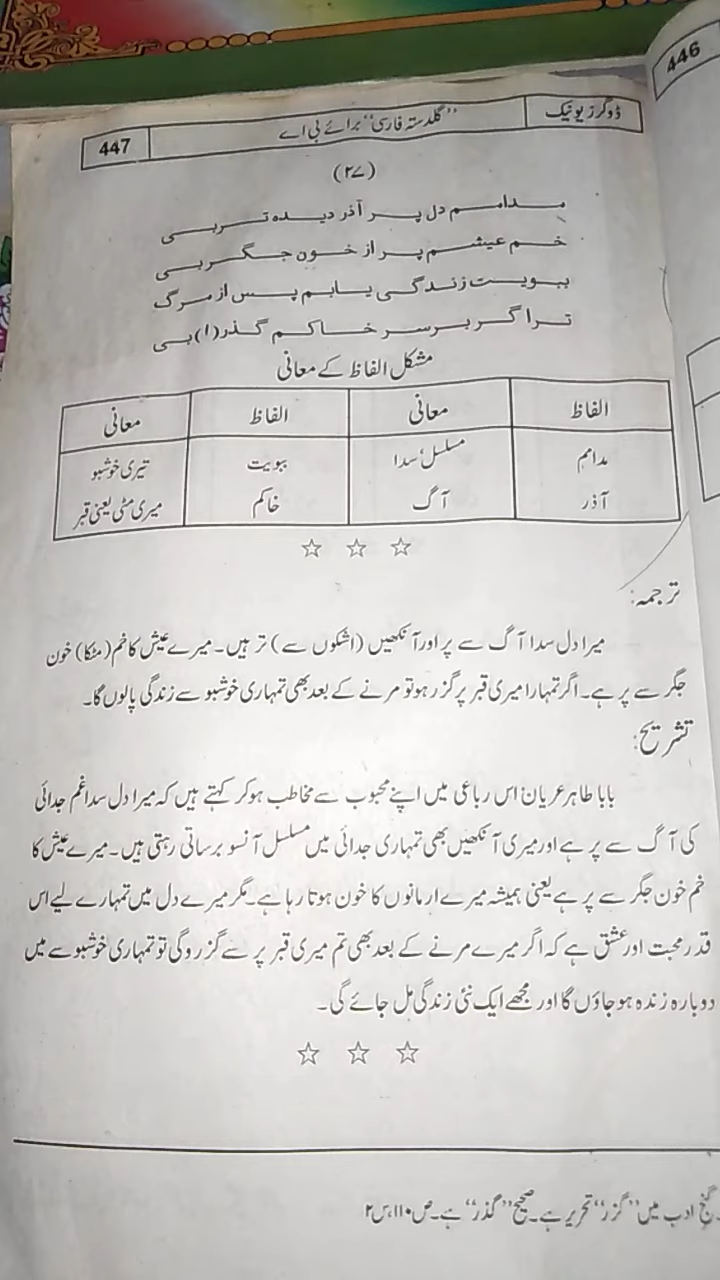 446
ڈوگرز یونیک "گلدستہ فارسی" برائے بی اے 447
(۲۷)
مدامم دل پر آذر دیدہ تر بی
خم عیشم پر از خون جگر بی
ببویت زندگی یابم پس از مرگ
ترا گر بر سر خاکم گذر (۱) بی
مشکل الفاظ کے معانی
الفاظ معانی الفاظ معانی
مدامم مسلسل، سدا ببویت تیری خوشبو
آذر آگ خاکم میری مٹی یعنی قبر
☆ ☆ ☆
ترجمہ:
میرا دل سدا آگ سے پر اور آنکھیں (اشکوں سے) تر ہیں۔ میرے عیش کا خم (مٹکا) خون
جگر سے پر ہے۔ اگر تمہارا میری قبر پر گزر ہو تو مرنے کے بعد بھی تمہاری خوشبو سے زندگی پالوں گا۔
تشریح:
بابا طاہر عریاں اس رباعی میں اپنے محبوب سے مخاطب ہو کر کہتے ہیں کہ میرا دل سدا غم جدائی
کی آگ سے پر ہے اور میری آنکھیں بھی تمہاری جدائی میں مسلسل آنسو برساتی رہتی ہیں۔ میرے عیش کا
خم خون جگر سے پر ہے یعنی ہمیشہ میرے ارمانوں کا خون ہوتا رہا ہے۔ مگر میرے دل میں تمہارے لیے اس
قدر محبت اور عشق ہے کہ اگر میرے مرنے کے بعد بھی تم میری قبر پر سے گزرو گی تو تمہاری خوشبو سے میں
دوبارہ زندہ ہو جاؤں گا اور مجھے ایک نئی زندگی مل جائے گی۔
☆ ☆ ☆
گنج ادب میں "گزر" تحریر ہے۔ صحیح "گذر" ہے۔ ص ۱۱۰، س ۲